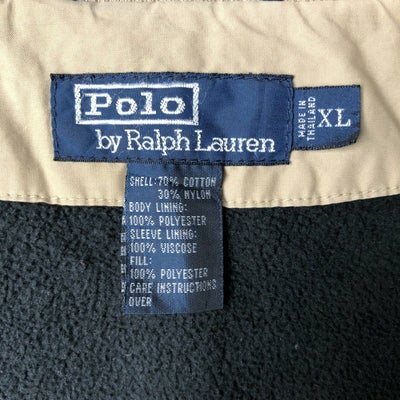 Polo
by Ralph Lauren
MADE IN
THAILAND
XL
SHELL: 70% COTTON
30% NYLON
BODY LINING:
100% POLYESTER
SLEEVE LINING:
100% VISCOSE
FILL:
100% POLYESTER
CARE INSTRUCTIONS
OVER